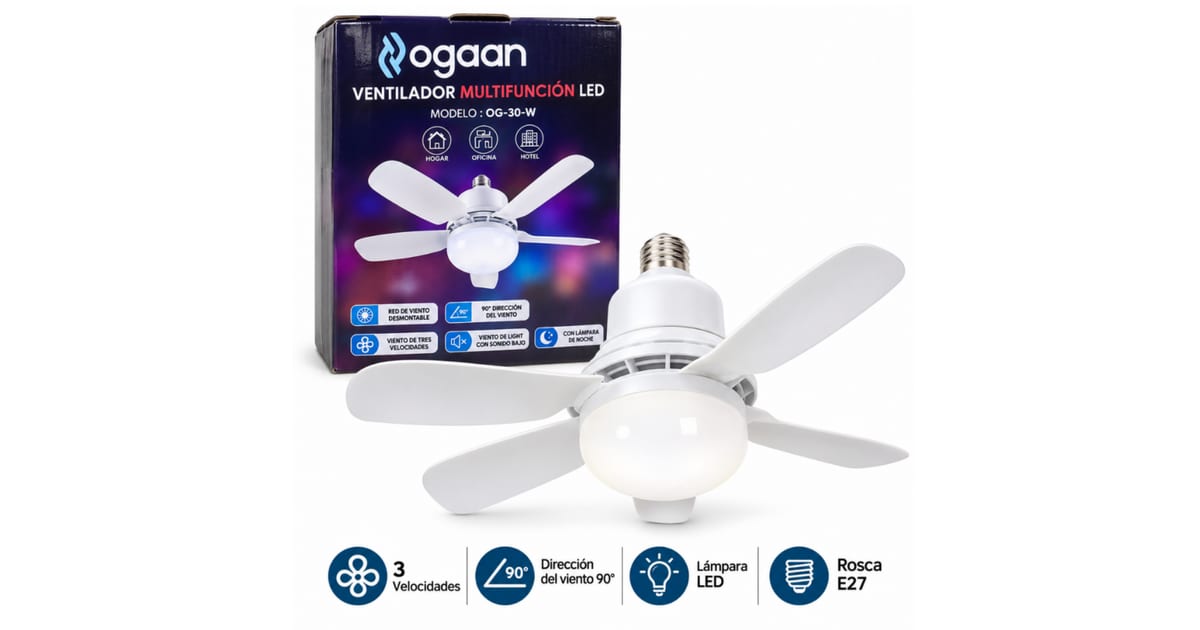 ogaan
VENTILADOR MULTIFUNCIÓN LED
MODELO : OG-30-W
HOGAR
OFICINA
HOTEL
RED DE VIENTO
DESMONTABLE
90°
90° DIRECCIÓN
DEL VIENTO
VIENTO DE TRES
VELOCIDADES
VIENTO DE LIGHT
CON SONIDO BAJO
CON LÁMPARA
DE NOCHE
3
Velocidades
90°
Dirección
del viento 90°
Lámpara
LED
Rosca
E27